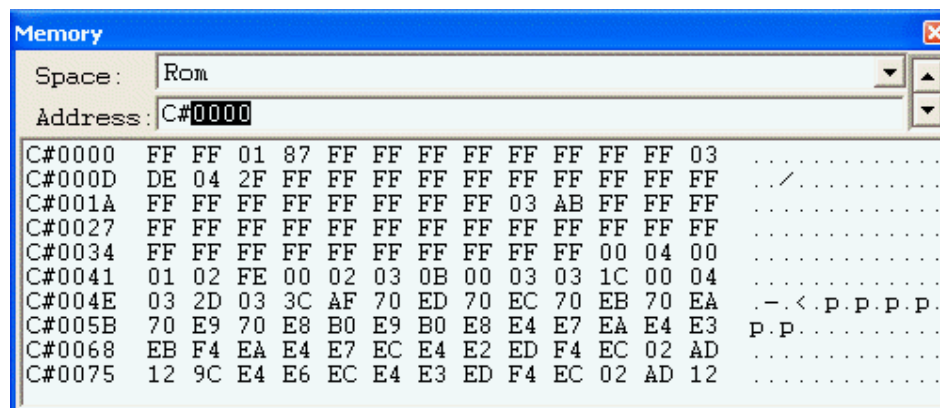 Memory
Space: Rom
Address: C#0000
C#0000 FF FF 01 87 FF FF FF FF FF FF FF FF 03 .............
C#000D DE 04 2F FF FF FF FF FF FF FF FF FF FF ../..........
C#001A FF FF FF FF FF FF FF FF 03 AB FF FF FF .............
C#0027 FF FF FF FF FF FF FF FF FF FF FF FF FF .............
C#0034 FF FF FF FF FF FF FF FF FF FF 00 04 00 .............
C#0041 01 02 FE 00 02 03 0B 00 03 03 1C 00 04 .............
C#004E 03 2D 03 3C AF 70 ED 70 EC 70 EB 70 EA .-.<.p.p.p.p.
C#005B 70 E9 70 E8 B0 E9 B0 E8 E4 E7 EA E4 E3 p.p..........
C#0068 EB F4 EA E4 E7 EC E4 E2 ED F4 EC 02 AD .............
C#0075 12 9C E4 E6 EC E4 E3 ED F4 EC 02 AD 12 .............